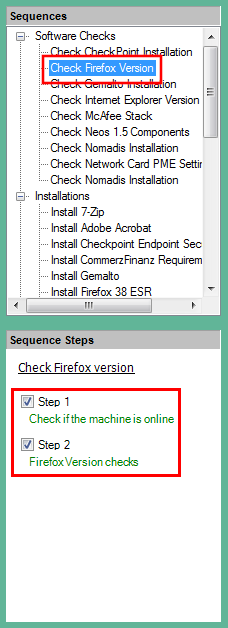 Sequences
Software Checks
Check CheckPoint Installation
Check Firefox Version
Check Gemalto Installation
Check Internet Explorer Version
Check McAfee Stack
Check Neos 1.5 Components
Check Nomadis Installation
Check Network Card PME Setti
Check Nomadis Installation
Installations
Install 7-Zip
Install Adobe Acrobat
Install Checkpoint Endpoint Sec
Install CommerzFinanz Requirem
Install Gemalto
Install Firefox 38 ESR
Sequence Steps
Check Firefox version
Step 1
Check if the machine is online
Step 2
Firefox Version checks